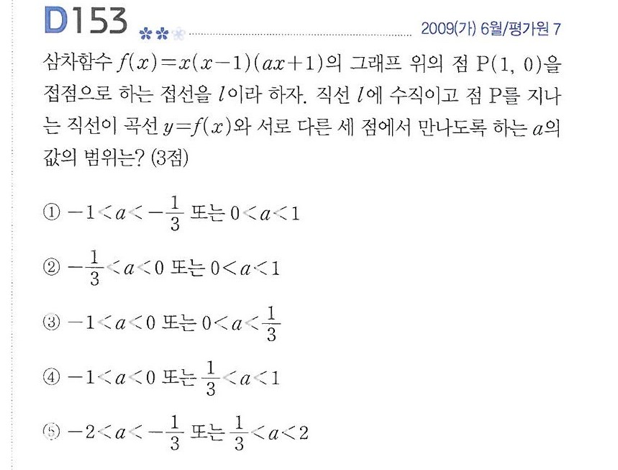 D153
2009(가) 6월/평가원 7
삼차함수 f(x)=x(x-1)(ax+1)의 그래프 위의 점 P(1, 0)을
접점으로 하는 접선을 l이라 하자. 직선 l에 수직이고 점 P를 지나
는 직선이 곡선 y=f(x)와 서로 다른 세 점에서 만나도록 하는 a의
값의 범위는? (3점)
① -1<a<-1/3 또는 0<a<1
② -1/3<a<0 또는 0<a<1
③ -1<a<0 또는 0<a<1/3
④ -1<a<0 또는 1/3<a<1
⑤ -2<a<-1/3 또는 1/3<a<2